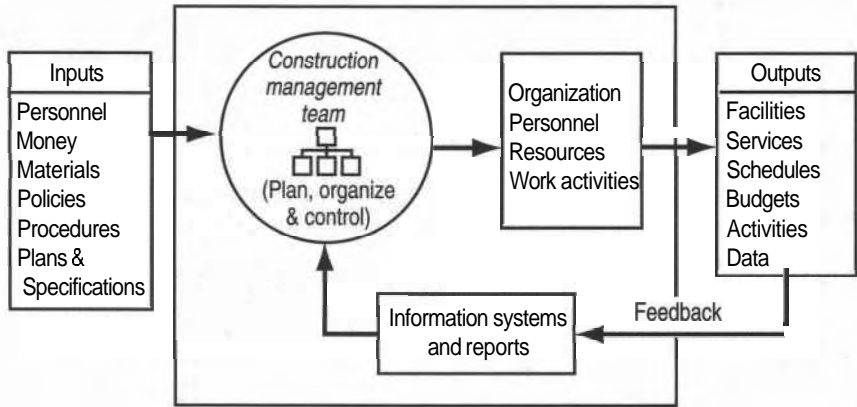 Inputs
Personnel
Money
Materials
Policies
Procedures
Plans &
Specifications
Construction
management
team
(Plan, organize
& control)
Organization
Personnel
Resources
Work activities
Outputs
Facilities
Services
Schedules
Budgets
Activities
Data
Feedback
Information systems
and reports